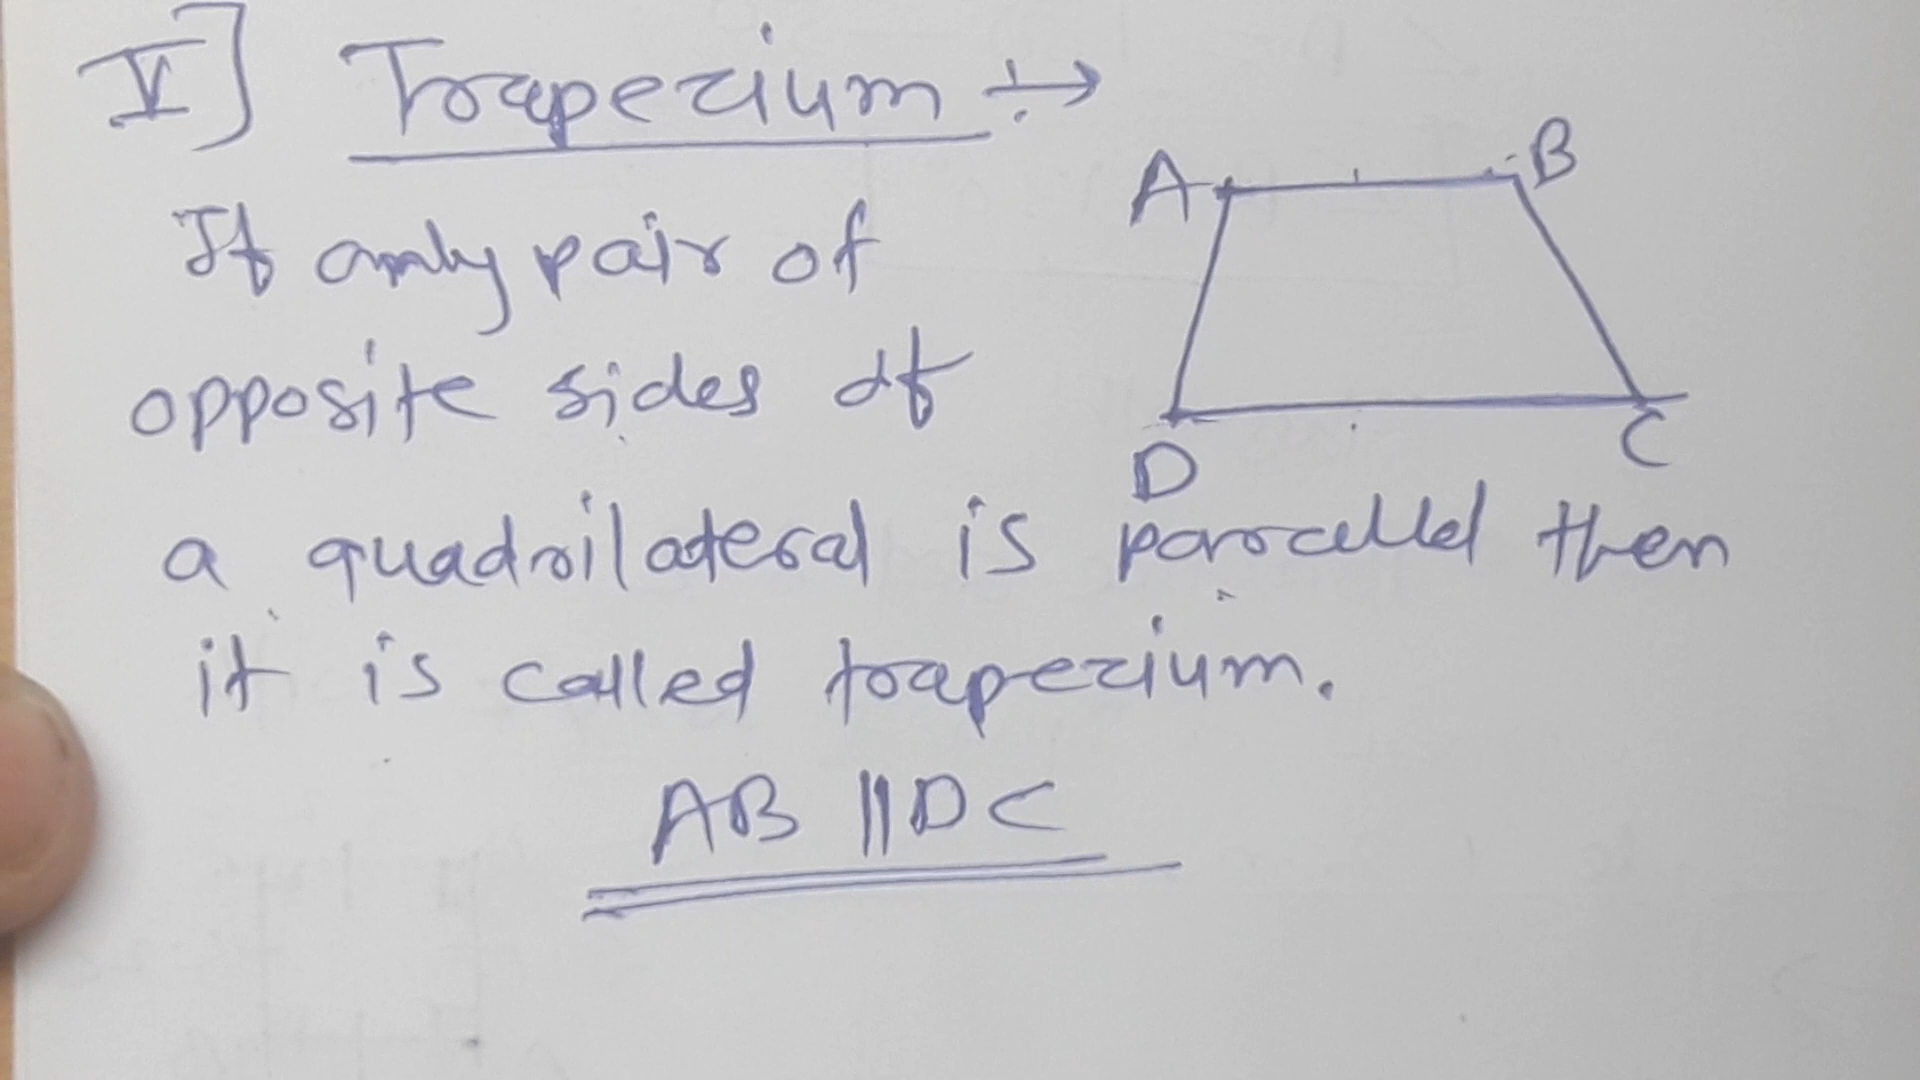 V] Trapezium :→
A B
If only pair of
opposite sides of
D C
a quadrilateral is parallel then
it is called trapezium.
AB || DC